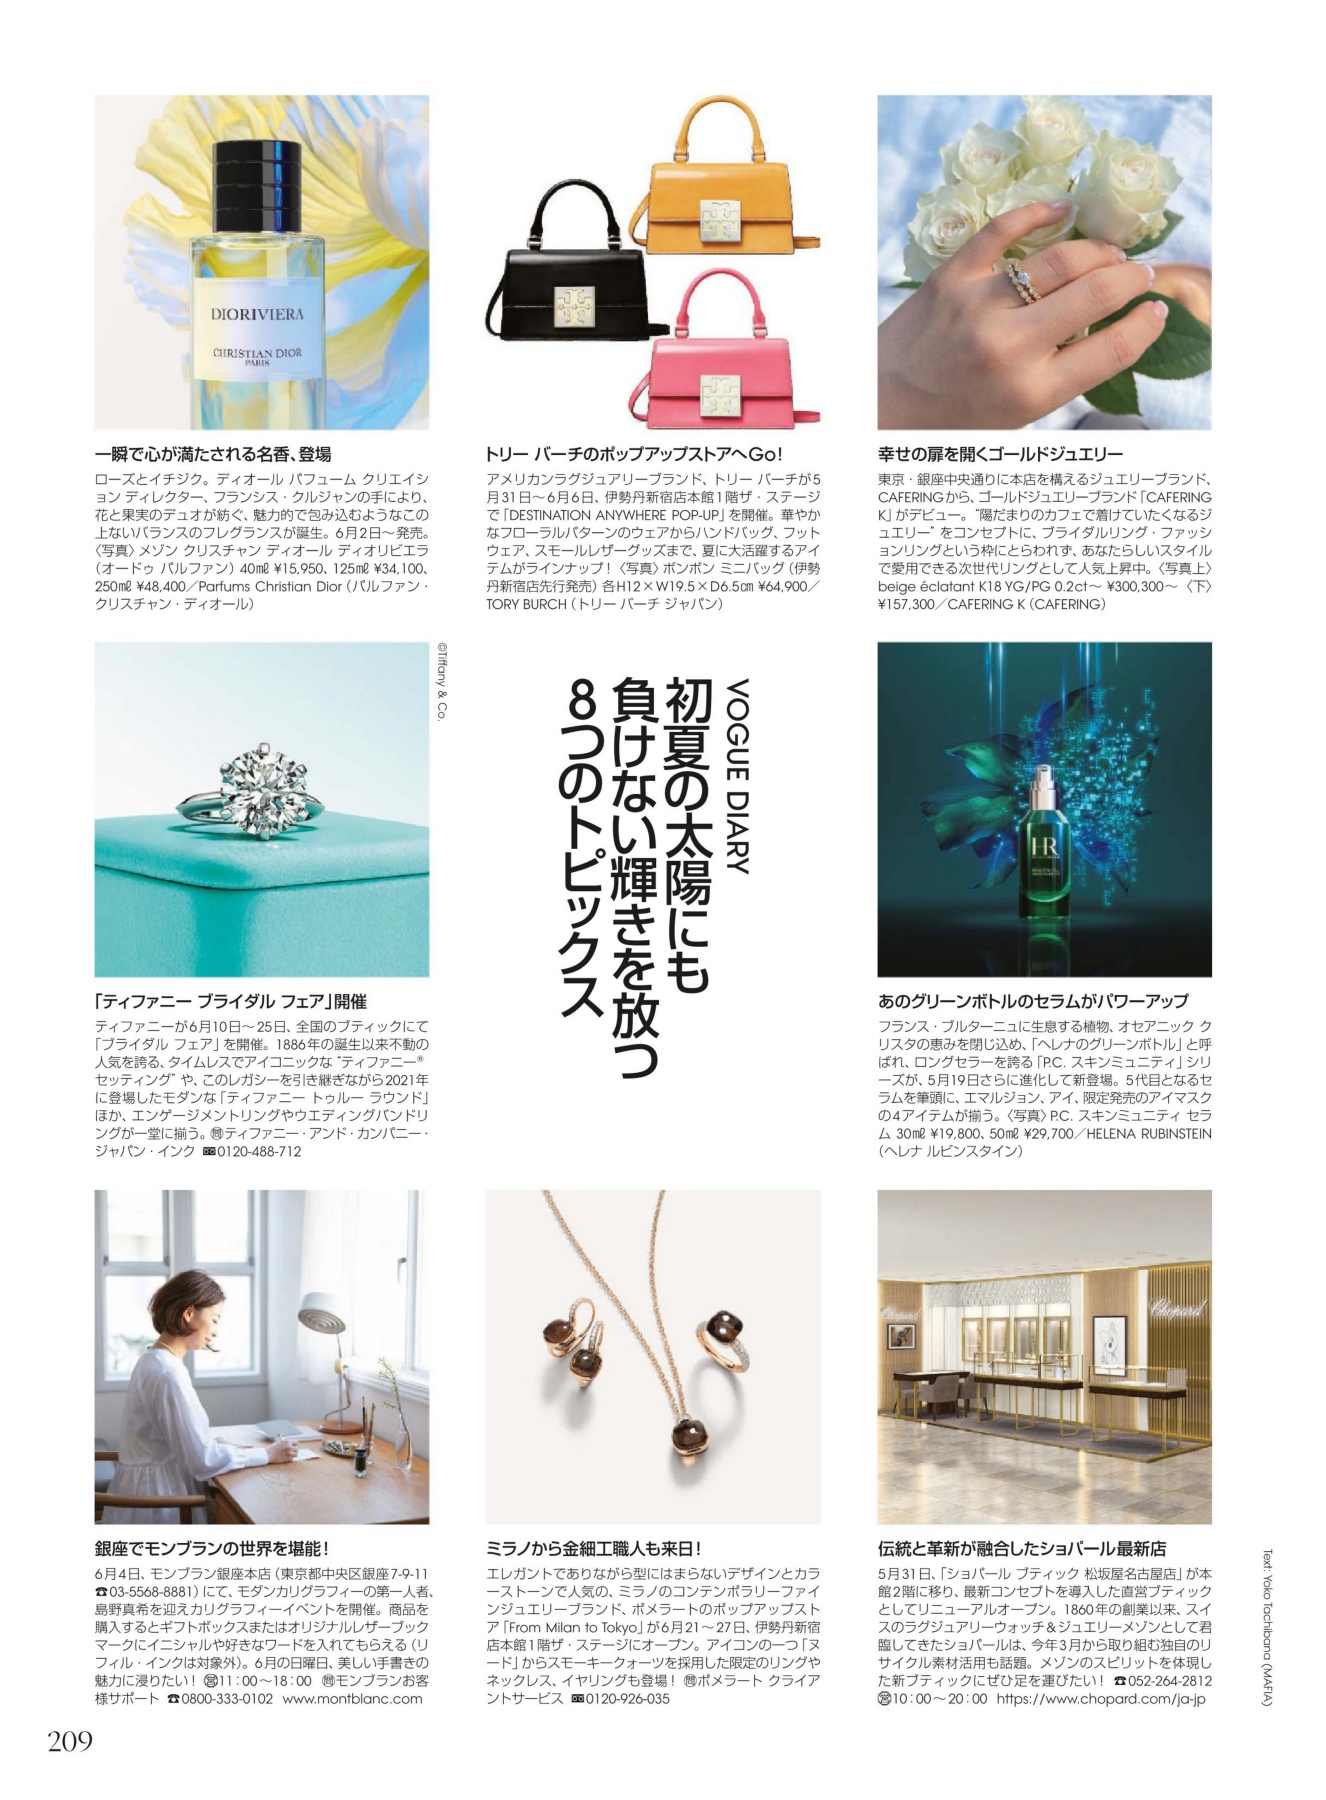 DIORIVIERA
CHRISTIAN DIOR
PARIS
一瞬で心が満たされる名香、登場
ローズとイチジク。ディオール パフューム クリエイシ
ョン ディレクター、フランシス・クルジャンの手により、
花と果実のデュオが紡ぐ、魅力的で包み込むようなこの
上ないバランスのフレグランスが誕生。6月2日〜発売。
〈写真〉メゾン クリスチャン ディオール ディオリビエラ
（オードゥ パルファン）40㎖ ¥15,950、125㎖ ¥34,100、
250㎖ ¥48,400／Parfums Christian Dior（パルファン・
クリスチャン・ディオール）
トリー バーチのポップアップストアへGo！
アメリカンラグジュアリーブランド、トリー バーチが5
月31日〜6月6日、伊勢丹新宿店本館1階ザ・ステージ
で「DESTINATION ANYWHERE POP-UP」を開催。華やか
なフローラルパターンのウェアからハンドバッグ、フット
ウェア、スモールレザーグッズまで、夏に大活躍するアイ
テムがラインナップ！〈写真〉ボンボン ミニバッグ（伊勢
丹新宿店先行発売）各H12×W19.5×D6.5㎝ ¥64,900／
TORY BURCH（トリー バーチ ジャパン）
幸せの扉を開くゴールドジュエリー
東京・銀座中央通りに本店を構えるジュエリーブランド、
CAFERINGから、ゴールドジュエリーブランド「CAFERING
K」がデビュー。“陽だまりのカフェで着けていたくなるジ
ュエリー”をコンセプトに、ブライダルリング・ファッシ
ョンリングという枠にとらわれず、あなたらしいスタイル
で愛用できる次世代リングとして人気上昇中。〈写真上〉
beige éclatant K18 YG/PG 0.2ct〜 ¥300,300〜〈下〉
¥157,300／CAFERING K（CAFERING）
©Tiffany & Co.
VOGUE DIARY
初夏の太陽にも
負けない輝きを放つ
8つのトピックス
HR
「ティファニー ブライダル フェア」開催
ティファニーが6月10日〜25日、全国のブティックにて
「ブライダル フェア」を開催。1886年の誕生以来不動の
人気を誇る、タイムレスでアイコニックな“ティファニー®
セッティング”や、このレガシーを引き継ぎながら2021年
に登場したモダンな「ティファニー トゥルー ラウンド」
ほか、エンゲージメントリングやウエディングバンドリ
ングが一堂に揃う。㉄ティファニー・アンド・カンパニー・
ジャパン・インク 0120-488-712
あのグリーンボトルのセラムがパワーアップ
フランス・ブルターニュに生息する植物、オセアニック ク
リスタの恵みを閉じ込め、「ヘレナのグリーンボトル」と呼
ばれ、ロングセラーを誇る「P.C. スキンミュニティ」シリ
ーズが、5月19日さらに進化して新登場。5代目となるセ
ラムを筆頭に、エマルジョン、アイ、限定発売のアイマスク
の4アイテムが揃う。〈写真〉P.C. スキンミュニティ セラ
ム 30㎖ ¥19,800、50㎖ ¥29,700／HELENA RUBINSTEIN
（ヘレナ ルビンスタイン）
Chopard
Chopard
銀座でモンブランの世界を堪能！
6月4日、モンブラン銀座本店（東京都中央区銀座7-9-11
☎03-5568-8881）にて、モダンカリグラフィーの第一人者、
島野真希を迎えカリグラフィーイベントを開催。商品を
購入するとギフトボックスまたはオリジナルレザーブック
マークにイニシャルや好きなワードを入れてもらえる（リ
フィル・インクは対象外）。6月の日曜日、美しい手書きの
魅力に浸りたい！ ㊡11：00〜18：00 ㉄モンブランお客
様サポート ☎0800-333-0102 www.montblanc.com
ミラノから金細工職人も来日！
エレガントでありながら型にはまらないデザインとカラ
ーストーンで人気の、ミラノのコンテンポラリーファイ
ンジュエリーブランド、ポメラートのポップアップスト
ア「From Milan to Tokyo」が6月21〜27日、伊勢丹新宿
店本館1階ザ・ステージにオープン。アイコンの一つ「ヌ
ード」からスモーキークォーツを採用した限定のリングや
ネックレス、イヤリングも登場！ ㉄ポメラート クライア
ントサービス 0120-926-035
伝統と革新が融合したショパール最新店
5月31日、「ショパール ブティック 松坂屋名古屋店」が本
館2階に移り、最新コンセプトを導入した直営ブティック
としてリニューアルオープン。1860年の創業以来、スイ
スのラグジュアリーウォッチ＆ジュエリーメゾンとして君
臨してきたショパールは、今年3月から取り組む独自のリ
サイクル素材活用も話題。メゾンのスピリットを体現し
た新ブティックにぜひ足を運びたい！ ☎052-264-2812
㊡10：00〜20：00 https://www.chopard.com/ja-jp
Text: Yoko Tachibana (MAFIA)
209